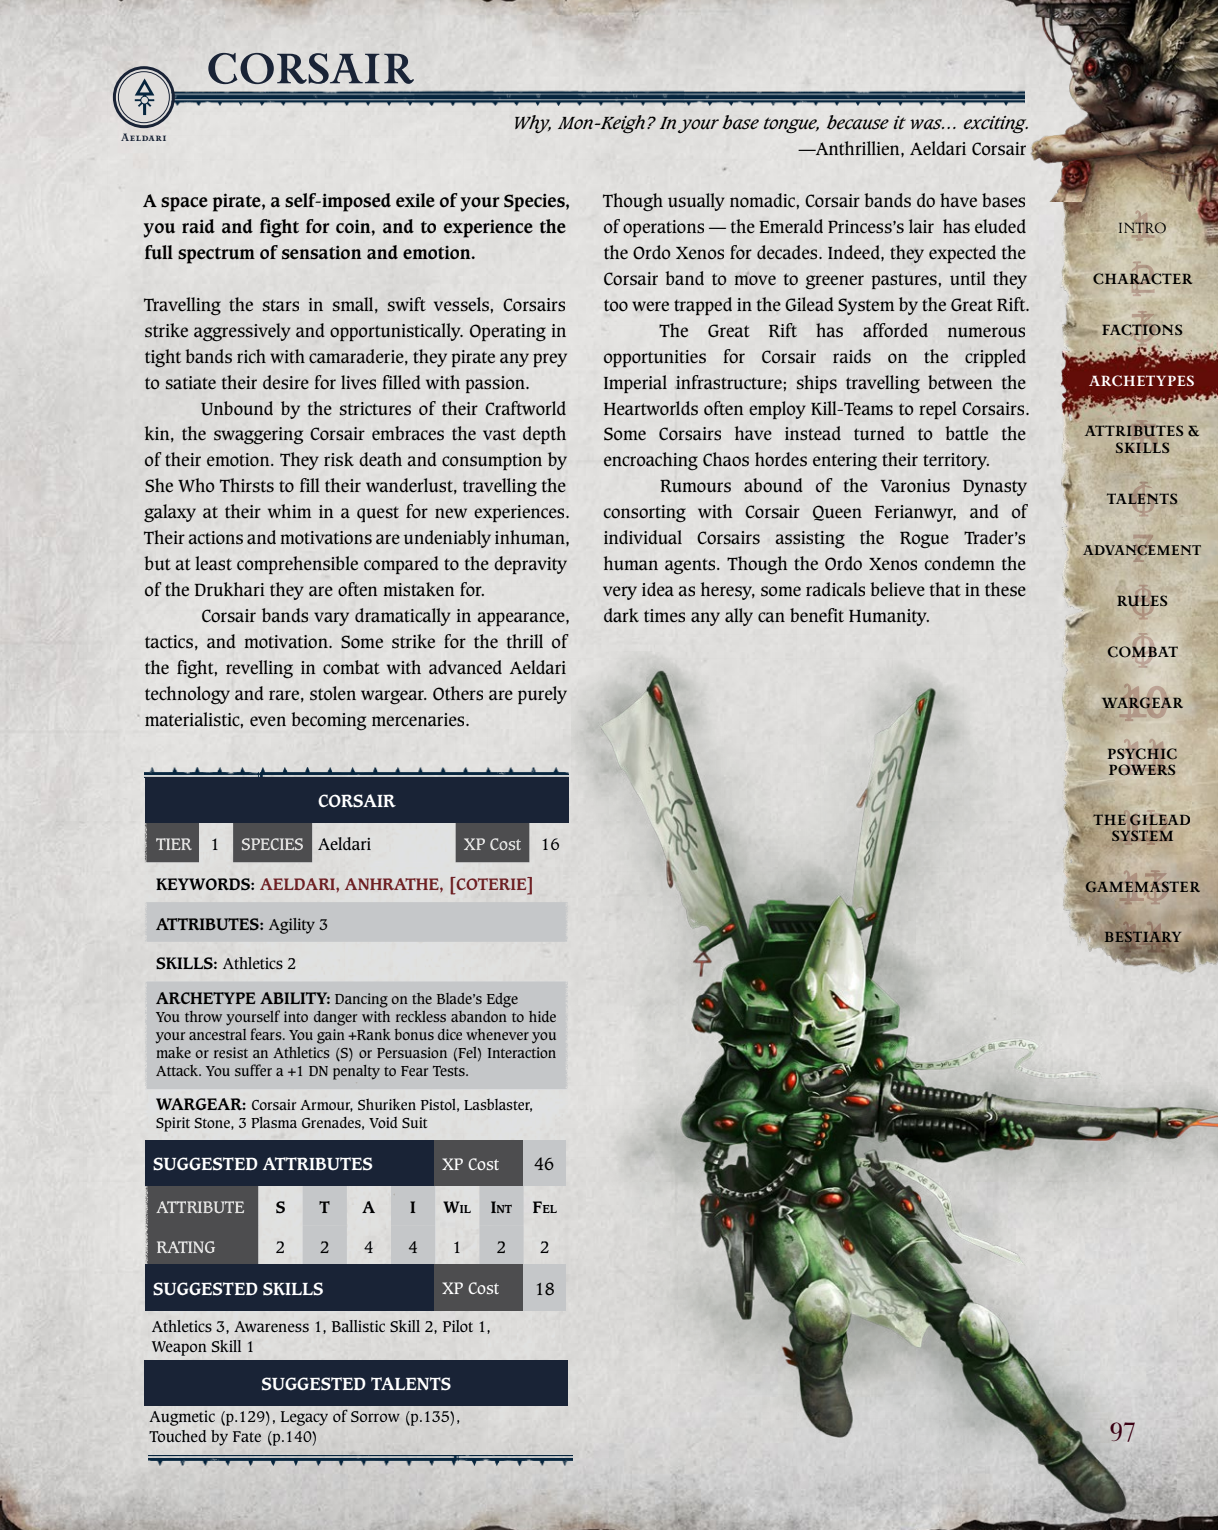 CORSAIR
AELDARI
Why, Mon-Keigh? In your base tongue, because it was... exciting.
—Anthrillien, Aeldari Corsair
A space pirate, a self-imposed exile of your Species,
you raid and fight for coin, and to experience the
full spectrum of sensation and emotion.
Travelling the stars in small, swift vessels, Corsairs
strike aggressively and opportunistically. Operating in
tight bands rich with camaraderie, they pirate any prey
to satiate their desire for lives filled with passion.
Unbound by the strictures of their Craftworld
kin, the swaggering Corsair embraces the vast depth
of their emotion. They risk death and consumption by
She Who Thirsts to fill their wanderlust, travelling the
galaxy at their whim in a quest for new experiences.
Their actions and motivations are undeniably inhuman,
but at least comprehensible compared to the depravity
of the Drukhari they are often mistaken for.
Corsair bands vary dramatically in appearance,
tactics, and motivation. Some strike for the thrill of
the fight, revelling in combat with advanced Aeldari
technology and rare, stolen wargear. Others are purely
materialistic, even becoming mercenaries.
Though usually nomadic, Corsair bands do have bases
of operations — the Emerald Princess's lair has eluded
the Ordo Xenos for decades. Indeed, they expected the
Corsair band to move to greener pastures, until they
too were trapped in the Gilead System by the Great Rift.
The Great Rift has afforded numerous
opportunities for Corsair raids on the crippled
Imperial infrastructure; ships travelling between the
Heartworlds often employ Kill-Teams to repel Corsairs.
Some Corsairs have instead turned to battle the
encroaching Chaos hordes entering their territory.
Rumours abound of the Varonius Dynasty
consorting with Corsair Queen Ferianwyr, and of
individual Corsairs assisting the Rogue Trader's
human agents. Though the Ordo Xenos condemn the
very idea as heresy, some radicals believe that in these
dark times any ally can benefit Humanity.
CORSAIR
TIER 1 SPECIES Aeldari XP Cost 16
KEYWORDS: AELDARI, ANHRATHE, [COTERIE]
ATTRIBUTES: Agility 3
SKILLS: Athletics 2
ARCHETYPE ABILITY: Dancing on the Blade's Edge
You throw yourself into danger with reckless abandon to hide
your ancestral fears. You gain +Rank bonus dice whenever you
make or resist an Athletics (S) or Persuasion (Fel) Interaction
Attack. You suffer a +1 DN penalty to Fear Tests.
WARGEAR: Corsair Armour, Shuriken Pistol, Lasblaster,
Spirit Stone, 3 Plasma Grenades, Void Suit
SUGGESTED ATTRIBUTES XP Cost 46
ATTRIBUTE S T A I WIL INT FEL
RATING 2 2 4 4 1 2 2
SUGGESTED SKILLS XP Cost 18
Athletics 3, Awareness 1, Ballistic Skill 2, Pilot 1,
Weapon Skill 1
SUGGESTED TALENTS
Augmetic (p.129), Legacy of Sorrow (p.135),
Touched by Fate (p.140)
INTRO
CHARACTER
FACTIONS
ARCHETYPES
ATTRIBUTES &
SKILLS
TALENTS
ADVANCEMENT
RULES
COMBAT
WARGEAR
PSYCHIC
POWERS
THE GILEAD
SYSTEM
GAMEMASTER
BESTIARY
97